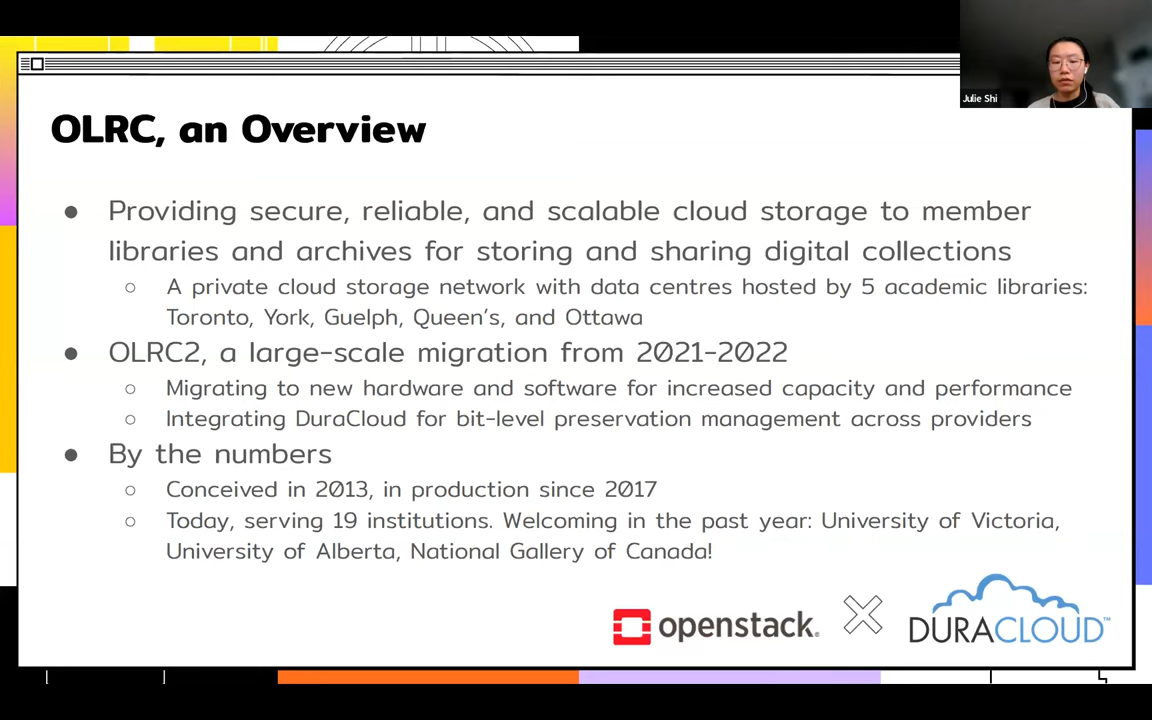 Julie Shi
OLRC, an Overview
● Providing secure, reliable, and scalable cloud storage to member
libraries and archives for storing and sharing digital collections
○ A private cloud storage network with data centres hosted by 5 academic libraries:
Toronto, York, Guelph, Queen’s, and Ottawa
● OLRC2, a large-scale migration from 2021-2022
○ Migrating to new hardware and software for increased capacity and performance
○ Integrating DuraCloud for bit-level preservation management across providers
● By the numbers
○ Conceived in 2013, in production since 2017
○ Today, serving 19 institutions. Welcoming in the past year: University of Victoria,
University of Alberta, National Gallery of Canada!
openstack.
DURACLOUD™